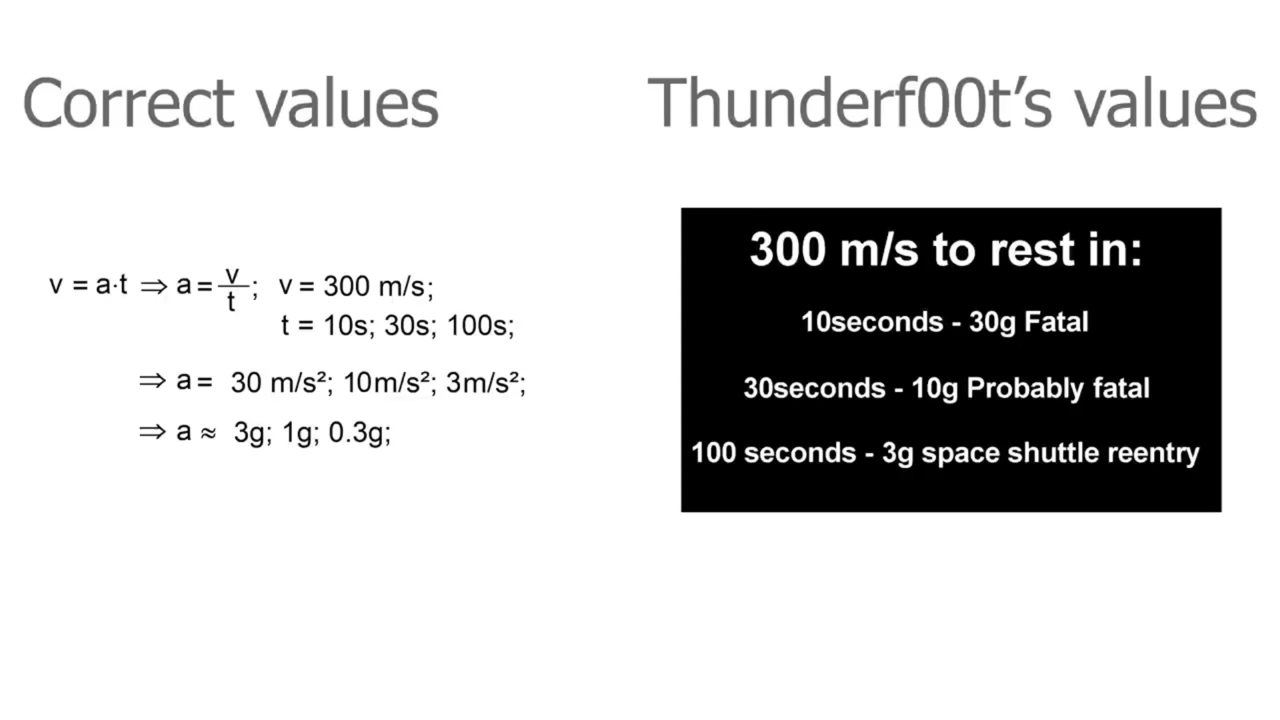 Correct values
v = a·t ⇒ a = v/t; v = 300 m/s;
t = 10s; 30s; 100s;
⇒ a = 30 m/s²; 10m/s²; 3m/s²;
⇒ a ≈ 3g; 1g; 0.3g;
Thunderf00t’s values
300 m/s to rest in:
10seconds - 30g Fatal
30seconds - 10g Probably fatal
100 seconds - 3g space shuttle reentry